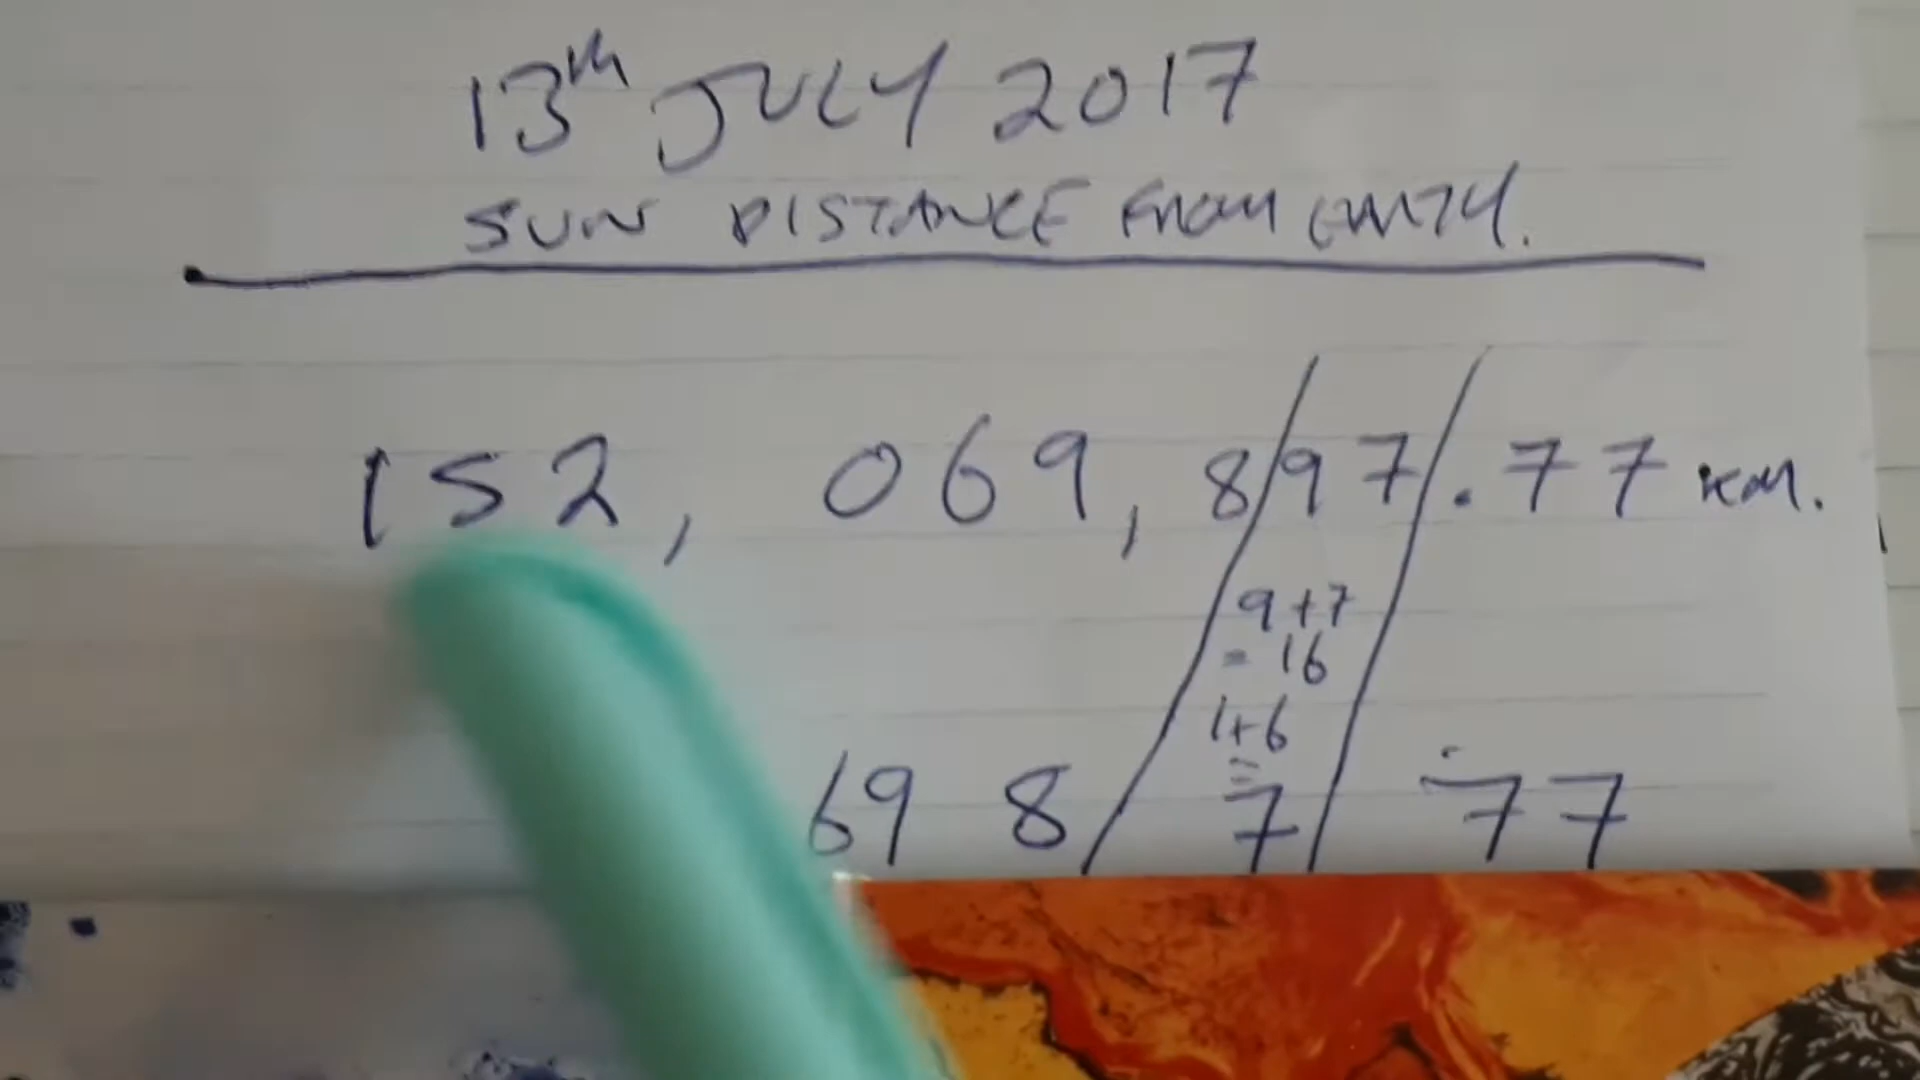 13th JULY 2017
SUN DISTANCE FROM EARTH.
152, 069, 8/97/.77 KM.
9+7
= 16
1+6
=
69 8/7/77